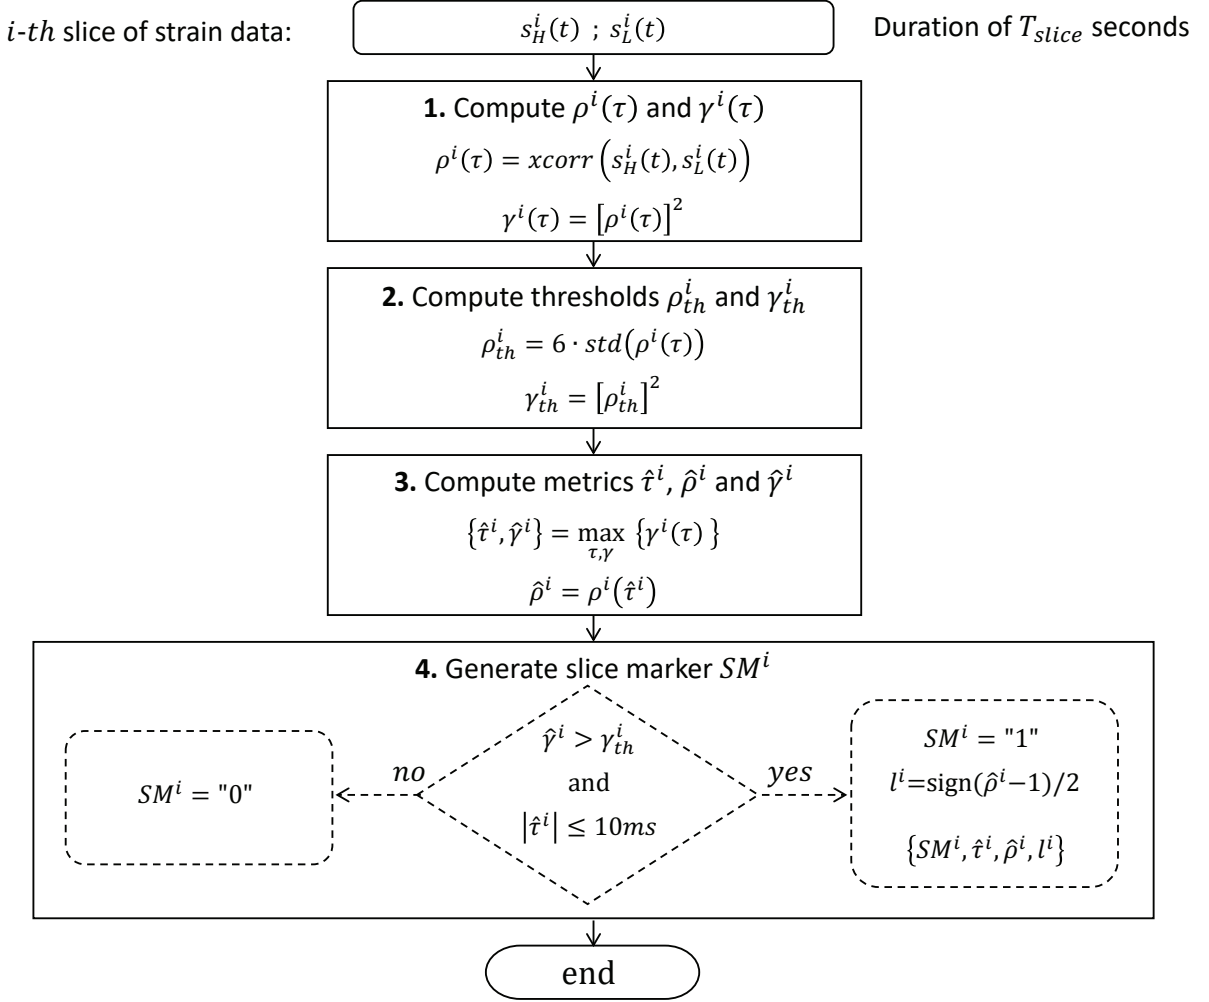 i-th slice of strain data:
s_H^i(t) ; s_L^i(t)
Duration of T_slice seconds
1. Compute ρ^i(τ) and γ^i(τ)
ρ^i(τ) = xcorr(s_H^i(t), s_L^i(t))
γ^i(τ) = [ρ^i(τ)]^2
2. Compute thresholds ρ_th^i and γ_th^i
ρ_th^i = 6 · std(ρ^i(τ))
γ_th^i = [ρ_th^i]^2
3. Compute metrics τ̂^i, ρ̂^i and γ̂^i
{τ̂^i, γ̂^i} = max_{τ,γ} {γ^i(τ) }
ρ̂^i = ρ^i(τ̂^i)
4. Generate slice marker SM^i
SM^i = "0"
no
γ̂^i > γ_th^i
and
|τ̂^i| ≤ 10ms
yes
SM^i = "1"
l^i=sign(ρ̂^i−1)/2
{SM^i, τ̂^i, ρ̂^i, l^i}
end